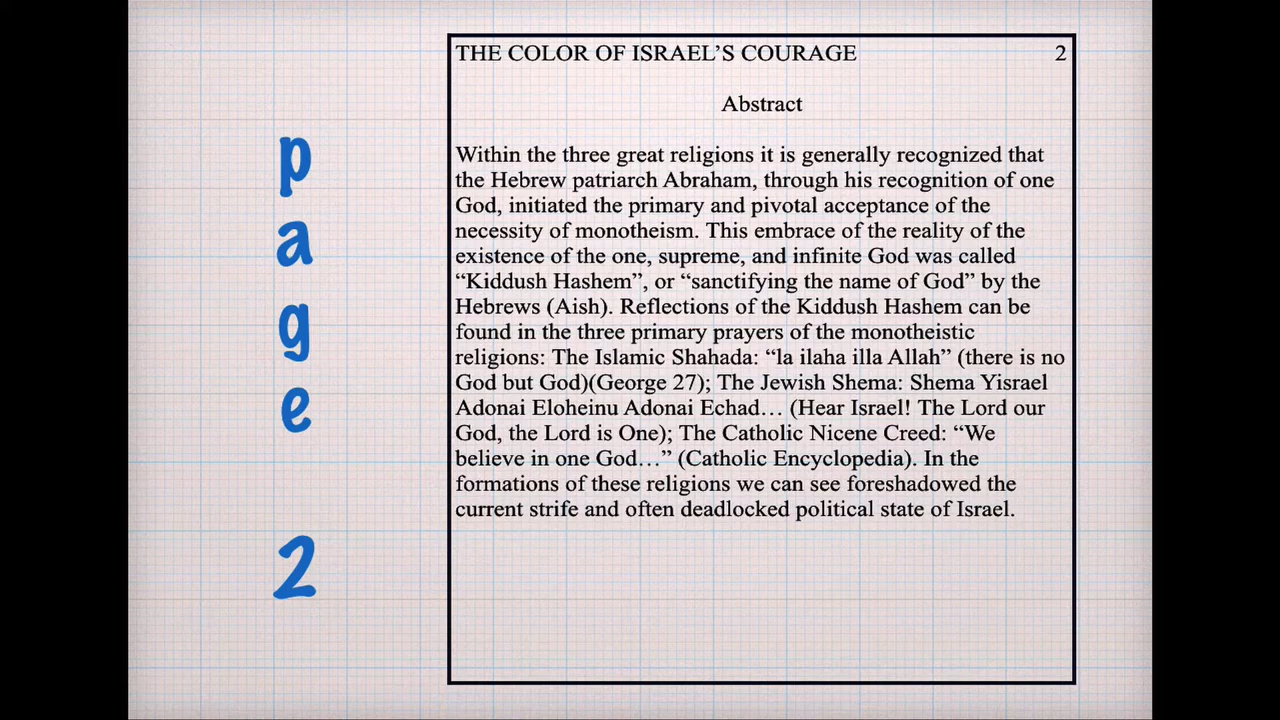 page 2
THE COLOR OF ISRAEL’S COURAGE 2
Abstract
Within the three great religions it is generally recognized that
the Hebrew patriarch Abraham, through his recognition of one
God, initiated the primary and pivotal acceptance of the
necessity of monotheism. This embrace of the reality of the
existence of the one, supreme, and infinite God was called
“Kiddush Hashem”, or “sanctifying the name of God” by the
Hebrews (Aish). Reflections of the Kiddush Hashem can be
found in the three primary prayers of the monotheistic
religions: The Islamic Shahada: “la ilaha illa Allah” (there is no
God but God)(George 27); The Jewish Shema: Shema Yisrael
Adonai Eloheinu Adonai Echad… (Hear Israel! The Lord our
God, the Lord is One); The Catholic Nicene Creed: “We
believe in one God…” (Catholic Encyclopedia). In the
formations of these religions we can see foreshadowed the
current strife and often deadlocked political state of Israel.